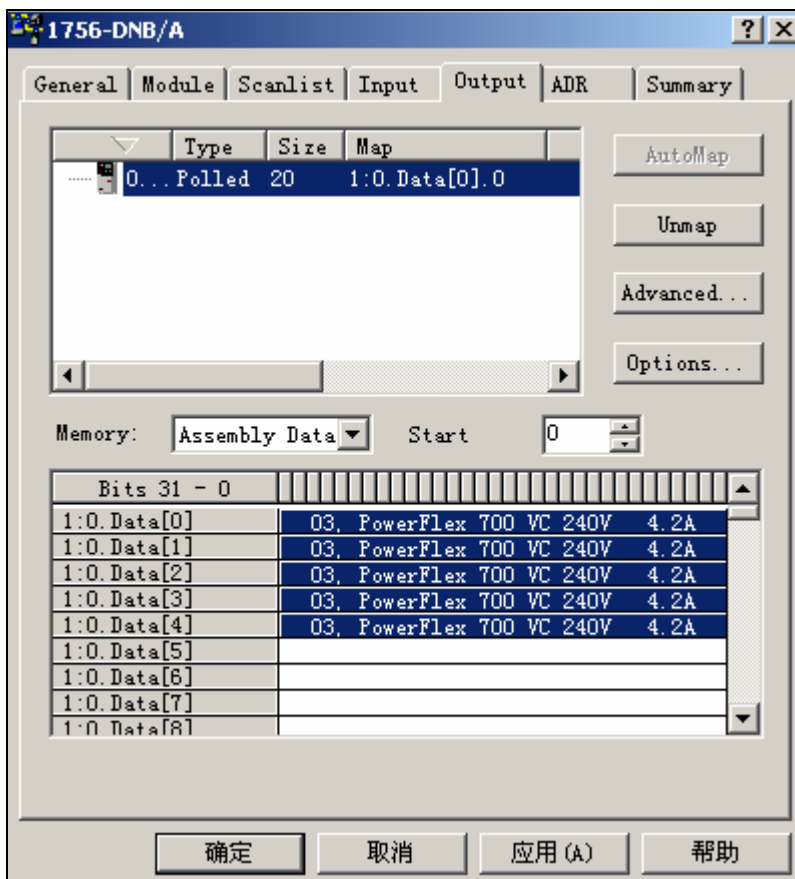 1756-DNB/A
General Module Scanlist Input Output ADR Summary
Type Size Map
0... Polled 20 1:O.Data[0].0
AutoMap
Unmap
Advanced...
Options...
Memory: Assembly Data Start 0
Bits 31 - 0
1:O.Data[0] 03, PowerFlex 700 VC 240V 4.2A
1:O.Data[1] 03, PowerFlex 700 VC 240V 4.2A
1:O.Data[2] 03, PowerFlex 700 VC 240V 4.2A
1:O.Data[3] 03, PowerFlex 700 VC 240V 4.2A
1:O.Data[4] 03, PowerFlex 700 VC 240V 4.2A
1:O.Data[5]
1:O.Data[6]
1:O.Data[7]
1:O.Data[8]
确定 取消 应用(A) 帮助